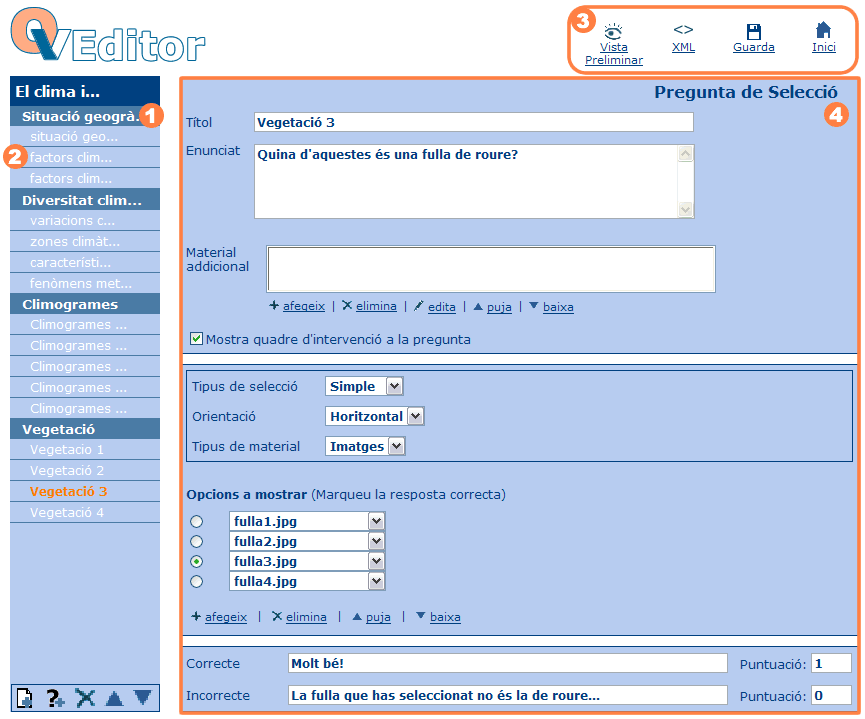 QVEditor
3
Vista Preliminar
<> XML
Guarda
Inici
El clima i...
Situació geogrà.
1
situació geo...
2
factors clim...
factors clim...
Diversitat clim...
variacions c...
zones climàt...
característi...
fenòmens met...
Climogrames
Climogrames ...
Climogrames ...
Climogrames ...
Climogrames ...
Climogrames ...
Vegetació
Vegetacio 1
Vegetació 2
Vegetació 3
Vegetació 4
Pregunta de Selecció
4
Títol Vegetació 3
Enunciat Quina d'aquestes és una fulla de roure?
Material
addicional
afegeix | elimina | edita | puja | baixa
Mostra quadre d'intervenció a la pregunta
Tipus de selecció Simple
Orientació Horitzontal
Tipus de material Imatges
Opcions a mostrar (Marqueu la resposta correcta)
fulla1.jpg
fulla2.jpg
fulla3.jpg
fulla4.jpg
afegeix | elimina | puja | baixa
Correcte Molt bé! Puntuació: 1
Incorrecte La fulla que has seleccionat no és la de roure... Puntuació: 0